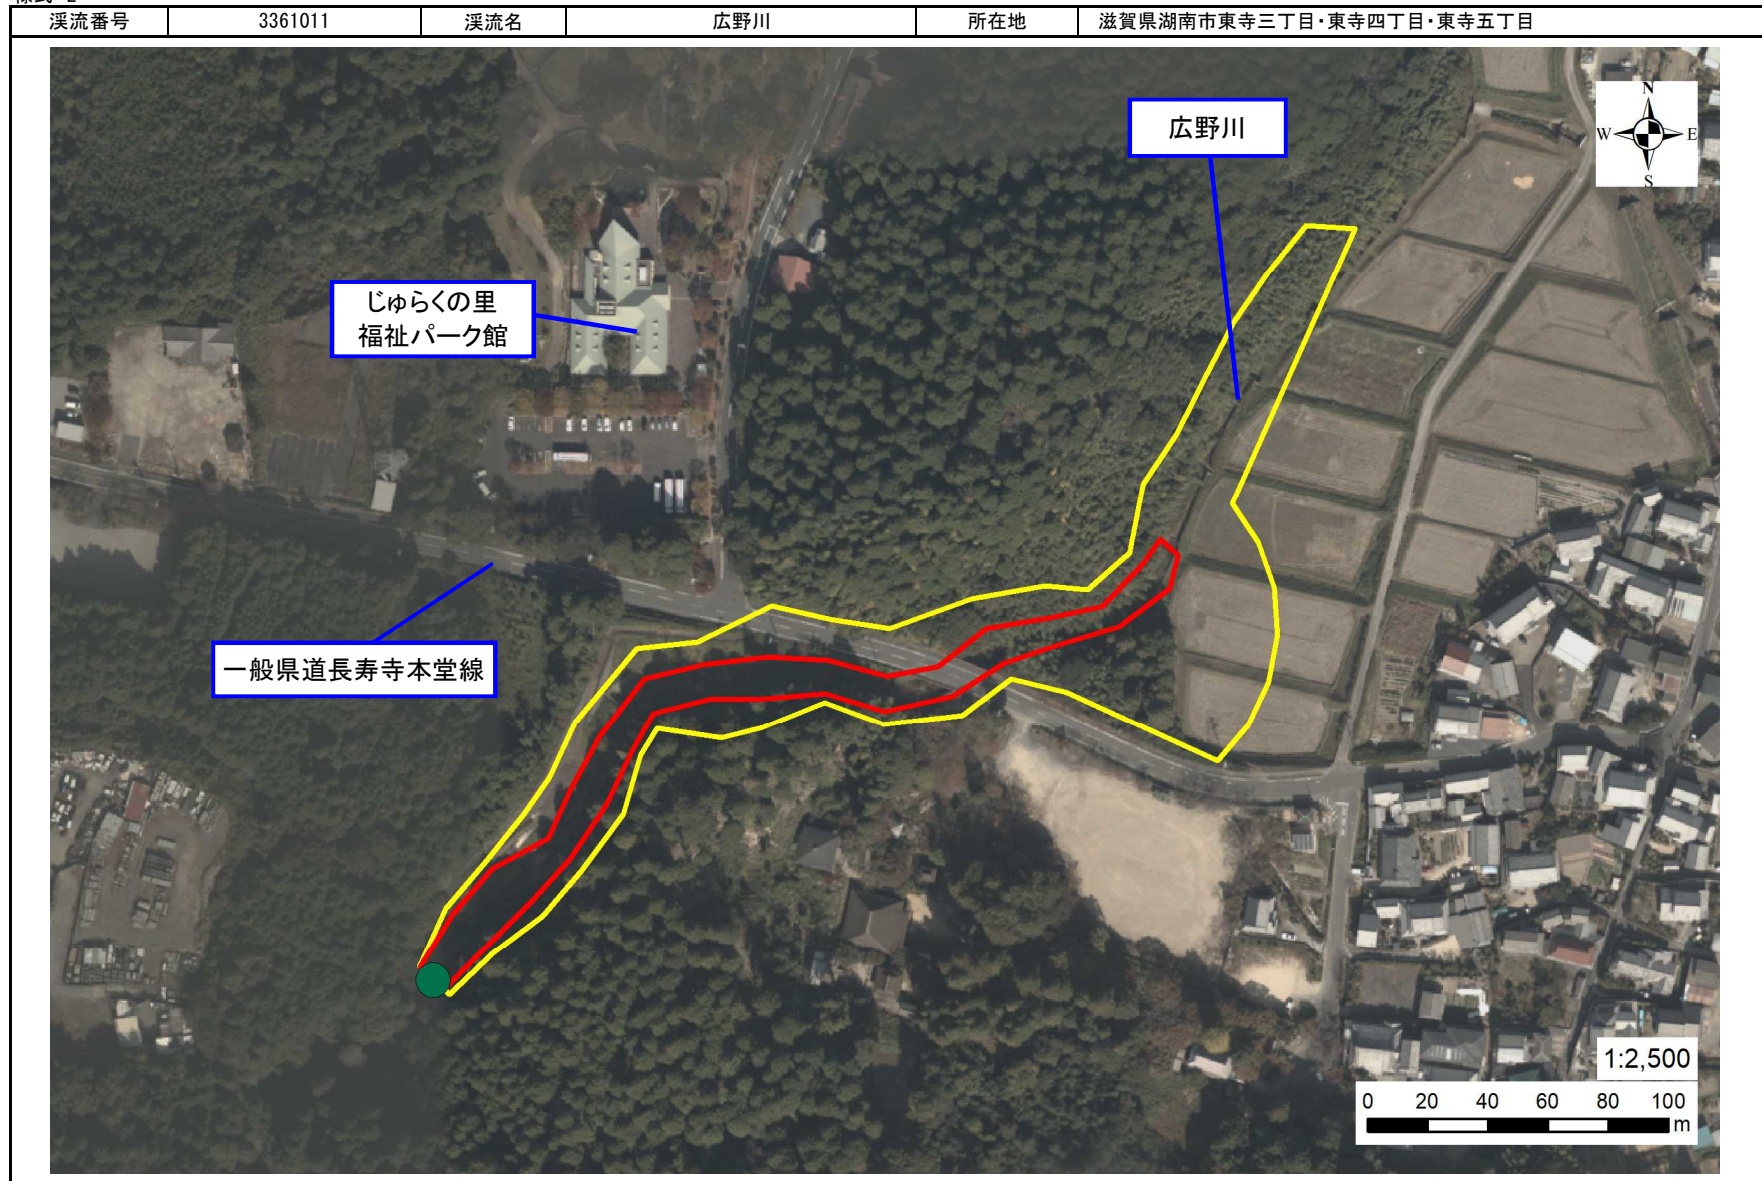 渓流番号
3361011
渓流名
広野川
所在地
滋賀県湖南市東寺三丁目・東寺四丁目・東寺五丁目
N
W
E
S
広野川
じゅらくの里
福祉パーク館
一般県道長寿寺本堂線
1:2,500
0 20 40 60 80 100
m